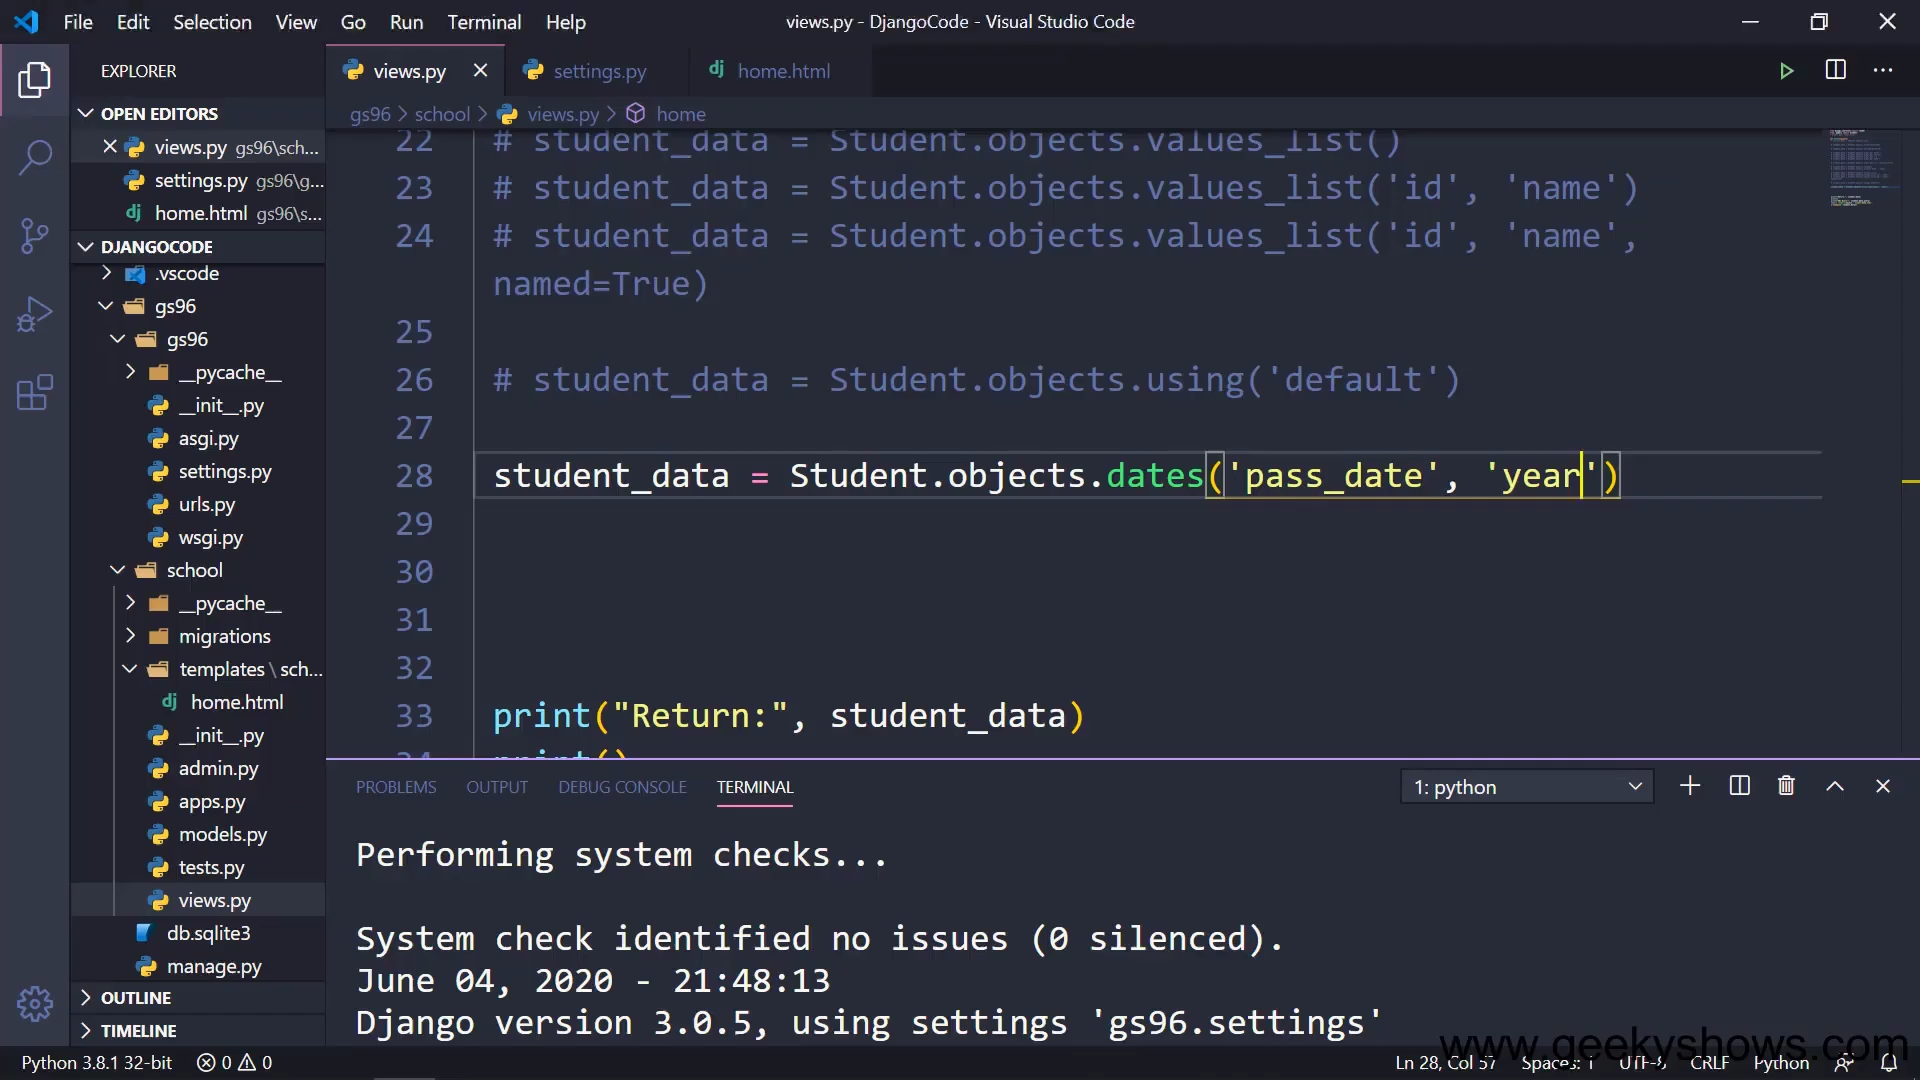 File Edit Selection View Go Run Terminal Help
views.py - DjangoCode - Visual Studio Code
EXPLORER
views.py
settings.py
dj home.html
OPEN EDITORS
views.py gs96\sch...
settings.py gs96\g...
dj home.html gs96\s...
DJANGOCODE
.vscode
gs96
gs96
__pycache__
__init__.py
asgi.py
settings.py
urls.py
wsgi.py
school
__pycache__
migrations
templates \ sch...
dj home.html
__init__.py
admin.py
apps.py
models.py
tests.py
views.py
db.sqlite3
manage.py
OUTLINE
TIMELINE
gs96 > school > views.py > home
22 # student_data = Student.objects.values_list()
23 # student_data = Student.objects.values_list('id', 'name')
24 # student_data = Student.objects.values_list('id', 'name',
named=True)
25
26 # student_data = Student.objects.using('default')
27
28 student_data = Student.objects.dates('pass_date', 'year')
29
30
31
32
33 print("Return:", student_data)
34 print()
PROBLEMS OUTPUT DEBUG CONSOLE TERMINAL
1: python
Performing system checks...
System check identified no issues (0 silenced).
June 04, 2020 - 21:48:13
Django version 3.0.5, using settings 'gs96.settings'
www.geekyshows.com
Python 3.8.1 32-bit 0 0
Ln 28, Col 57 Spaces: 1 UTF-8 CRLF Python